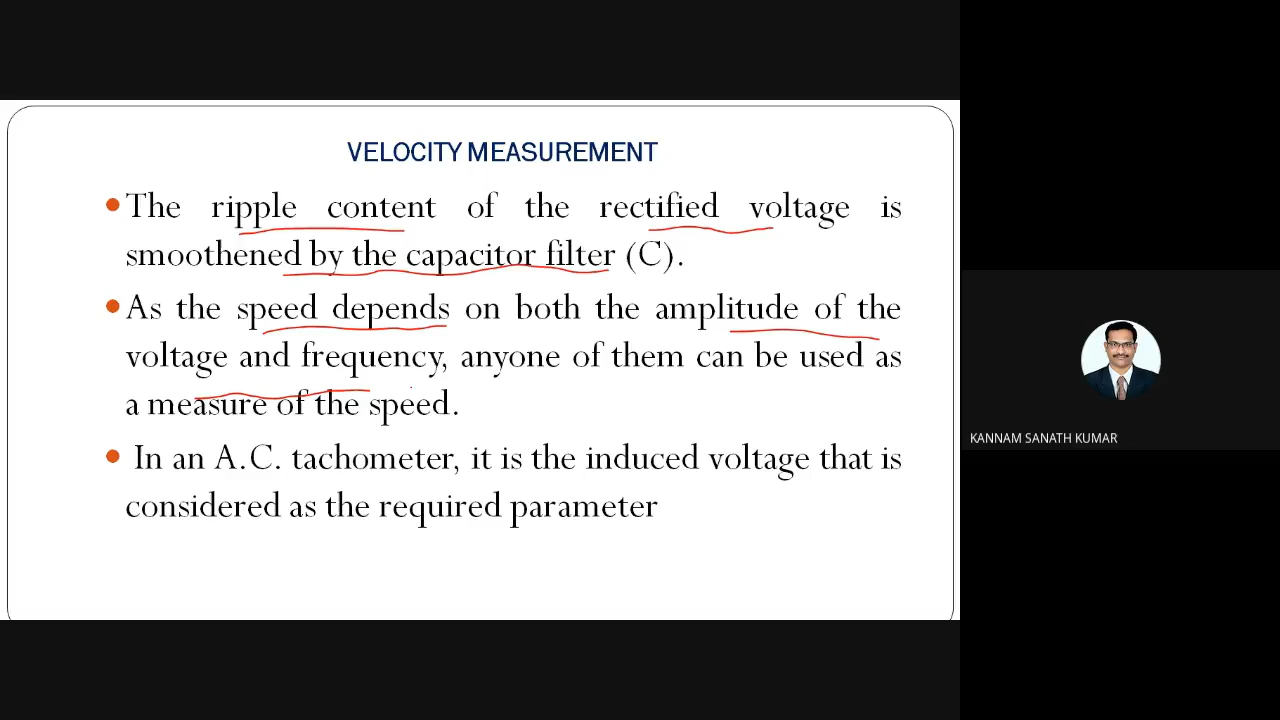 VELOCITY MEASUREMENT
•The ripple content of the rectified voltage is
smoothened by the capacitor filter (C).
•As the speed depends on both the amplitude of the
voltage and frequency, anyone of them can be used as
a measure of the speed.
• In an A.C. tachometer, it is the induced voltage that is
considered as the required parameter
KANNAM SANATH KUMAR